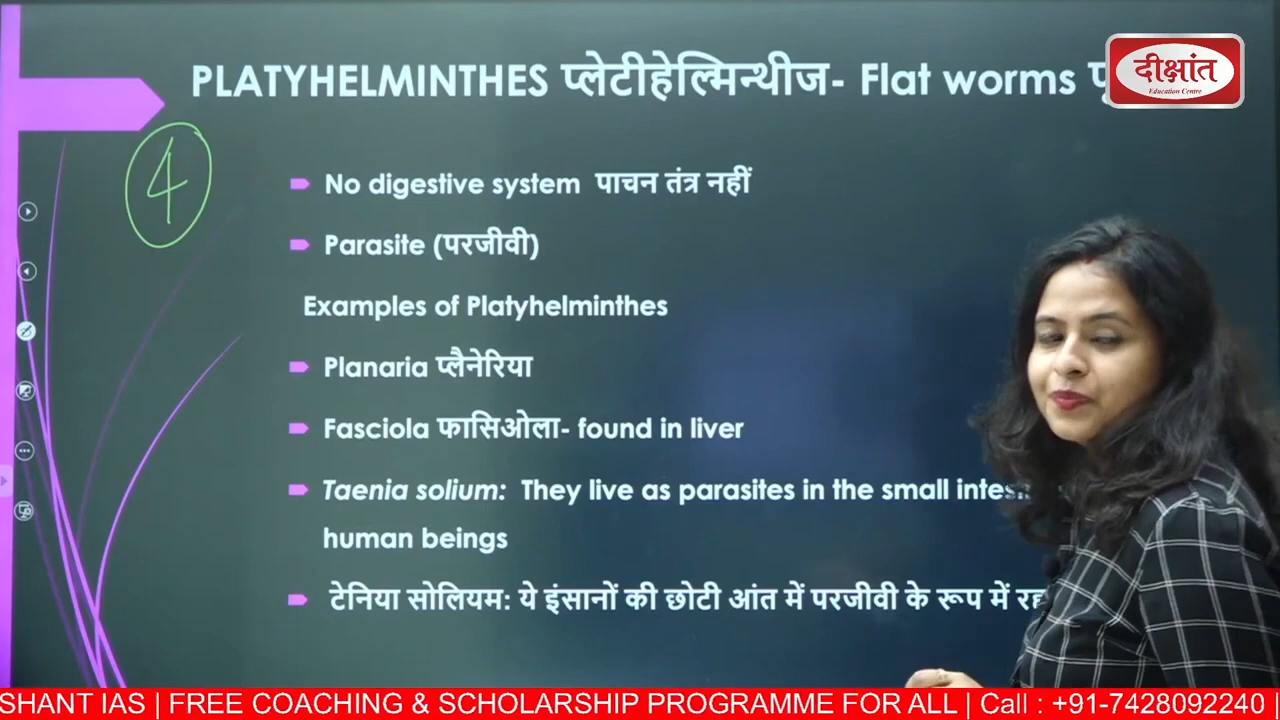 PLATYHELMINTHES प्लेटीहेल्मिन्थीज- Flat worms
दीक्षांत
Education Centre
4
No digestive system पाचन तंत्र नहीं
Parasite (परजीवी)
Examples of Platyhelminthes
Planaria प्लैनेरिया
Fasciola फासिओला- found in liver
Taenia solium: They live as parasites in the small
human beings
टेनिया सोलियम: ये इंसानों की छोटी आंत में परजीवी के रूप में
SHANT IAS | FREE COACHING & SCHOLARSHIP PROGRAMME FOR ALL | Call : +91-7428092240